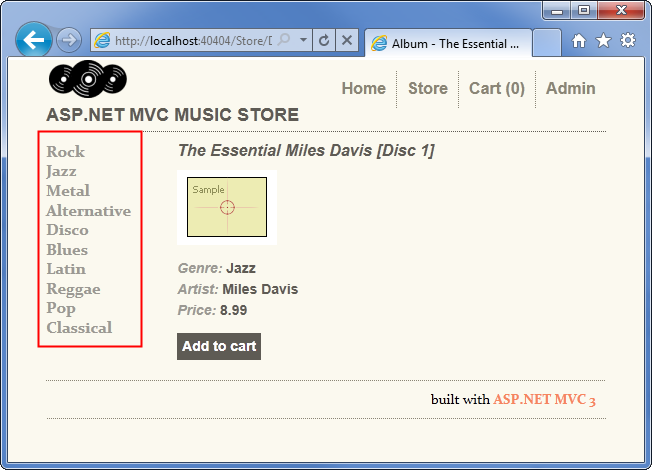 http://localhost:40404/Store/D
Album - The Essential ...
Home
Store
Cart (0)
Admin
ASP.NET MVC MUSIC STORE
Rock
Jazz
Metal
Alternative
Disco
Blues
Latin
Reggae
Pop
Classical
The Essential Miles Davis [Disc 1]
Sample
Genre: Jazz
Artist: Miles Davis
Price: 8.99
Add to cart
built with ASP.NET MVC 3